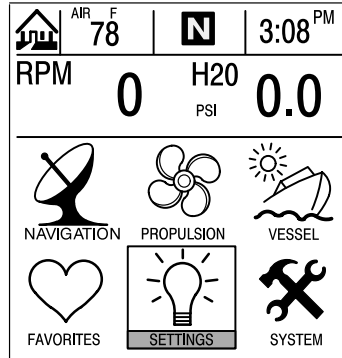 AIR F
78 N 3:08 PM
RPM 0 H20 PSI 0.0
NAVIGATION PROPULSION VESSEL
FAVORITES SETTINGS SYSTEM